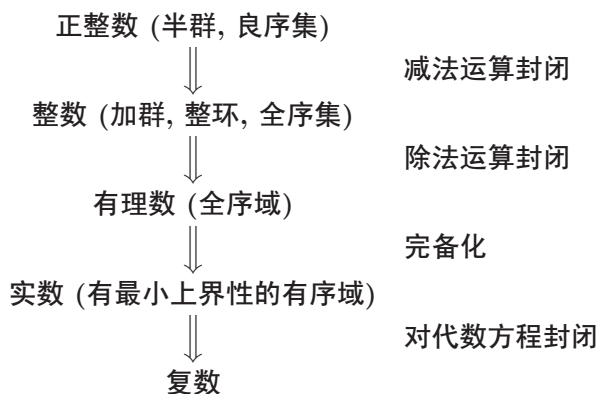 正整数 (半群, 良序集)
减法运算封闭
整数 (加群, 整环, 全序集)
除法运算封闭
有理数 (全序域)
完备化
实数 (有最小上界性的有序域)
对代数方程封闭
复数